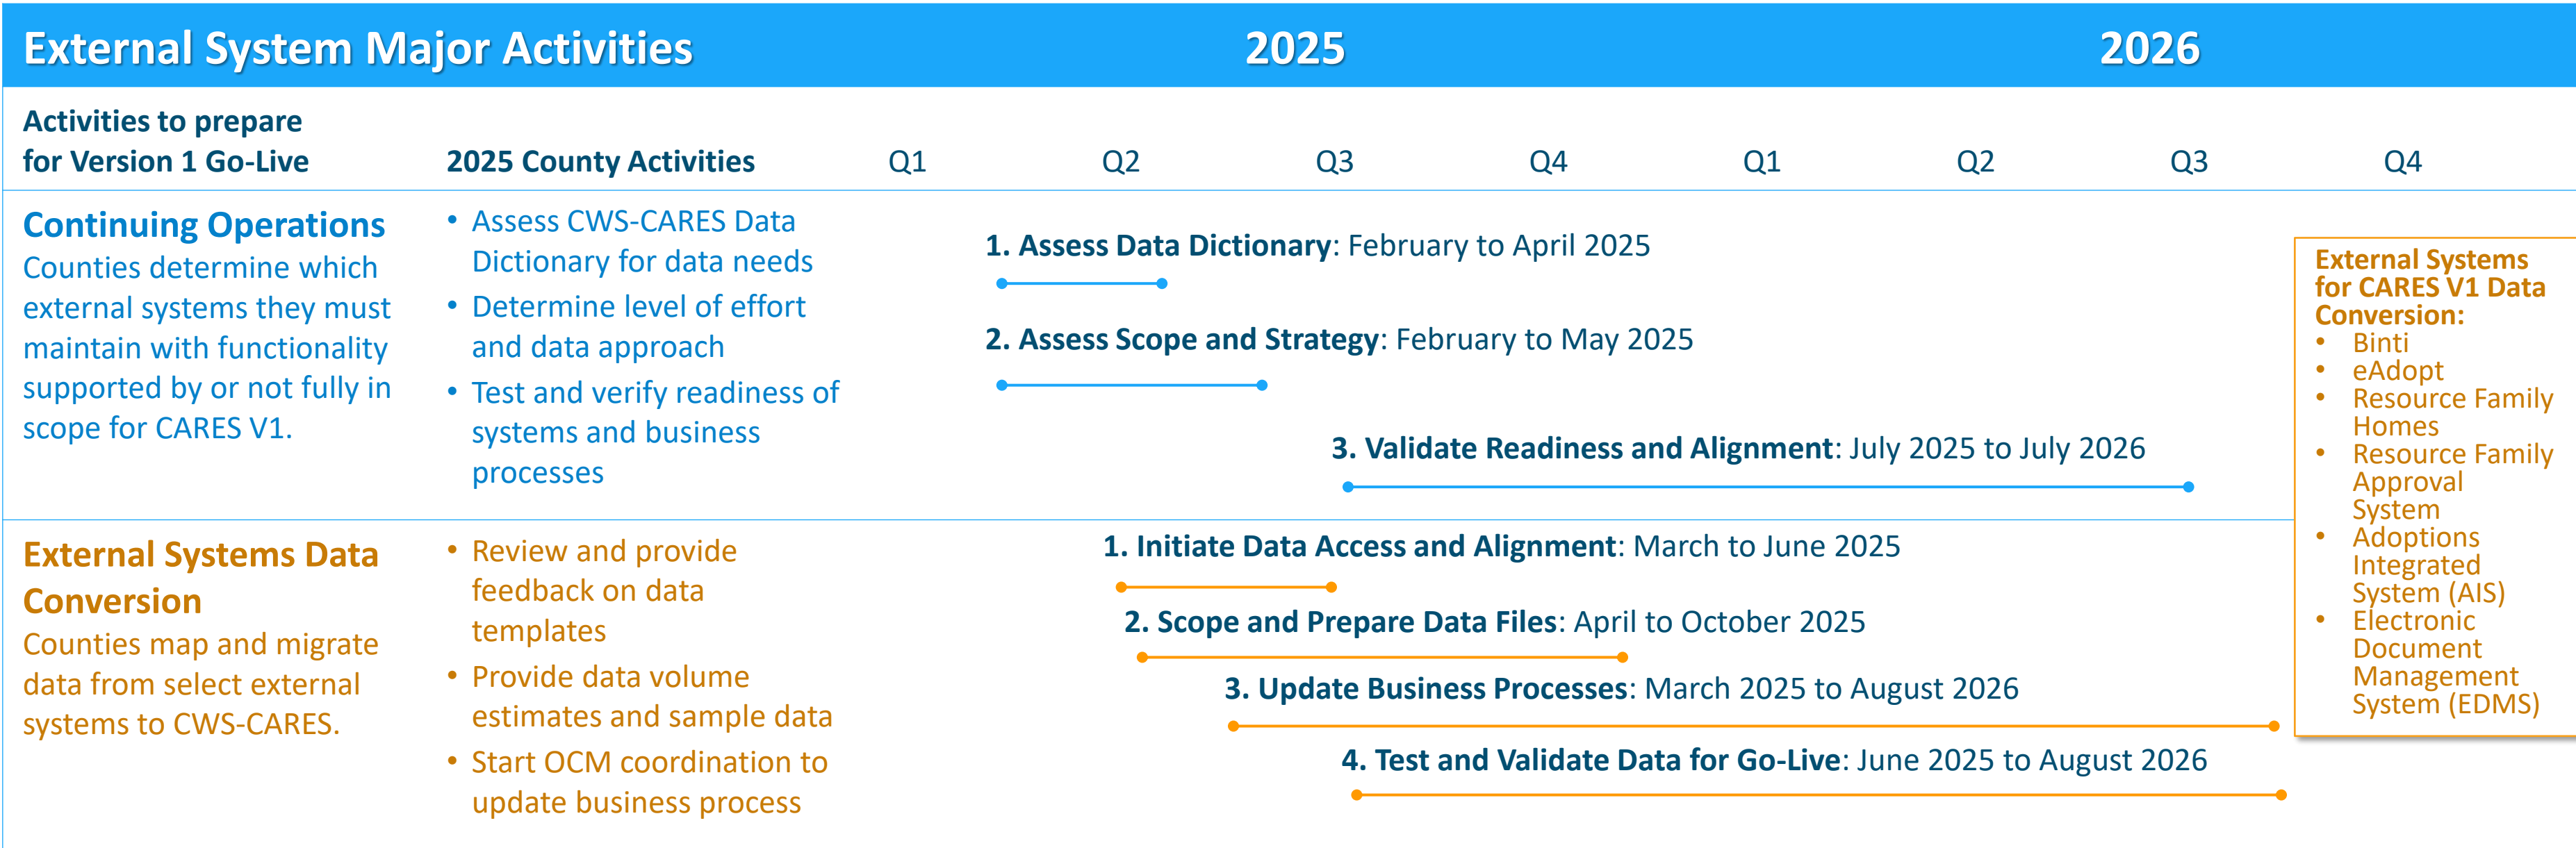 External System Major Activities 2025 2026
Activities to prepare
for Version 1 Go-Live
2025 County Activities
Q1 Q2 Q3 Q4 Q1 Q2 Q3 Q4
Continuing Operations
Counties determine which
external systems they must
maintain with functionality
supported by or not fully in
scope for CARES V1.
• Assess CWS-CARES Data
Dictionary for data needs
• Determine level of effort
and data approach
• Test and verify readiness of
systems and business
processes
1. Assess Data Dictionary: February to April 2025
2. Assess Scope and Strategy: February to May 2025
3. Validate Readiness and Alignment: July 2025 to July 2026
External Systems Data
Conversion
Counties map and migrate
data from select external
systems to CWS-CARES.
• Review and provide
feedback on data
templates
• Provide data volume
estimates and sample data
• Start OCM coordination to
update business process
1. Initiate Data Access and Alignment: March to June 2025
2. Scope and Prepare Data Files: April to October 2025
3. Update Business Processes: March 2025 to August 2026
4. Test and Validate Data for Go-Live: June 2025 to August 2026
External Systems
for CARES V1 Data
Conversion:
• Binti
• eAdopt
• Resource Family
Homes
• Resource Family
Approval
System
• Adoptions
Integrated
System (AIS)
• Electronic
Document
Management
System (EDMS)